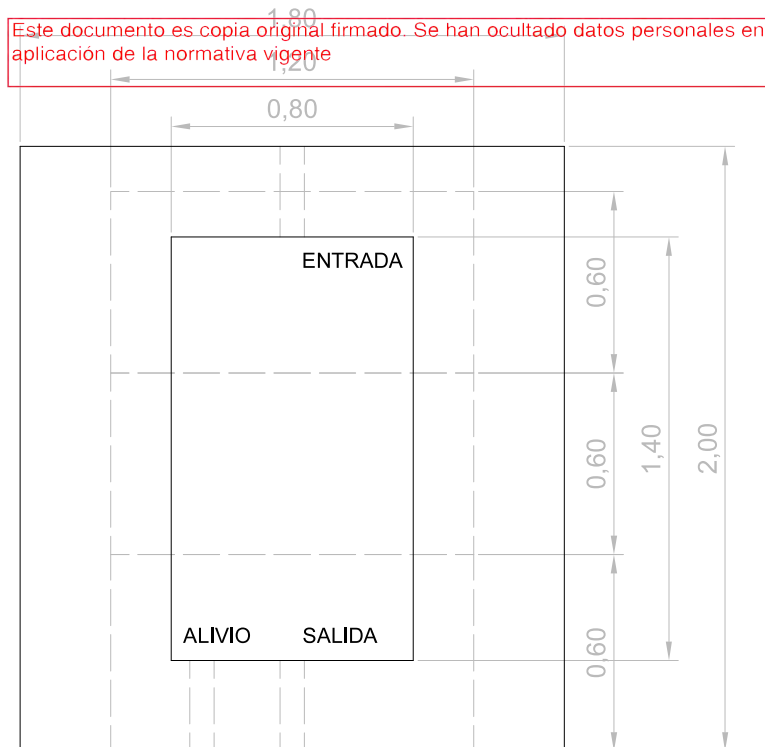 1,80
Este documento es copia original firmado. Se han ocultado datos personales en
aplicación de la normativa vigente
1,20
0,80
ENTRADA
0,60
0,60
1,40
2,00
ALIVIO
SALIDA
0,60